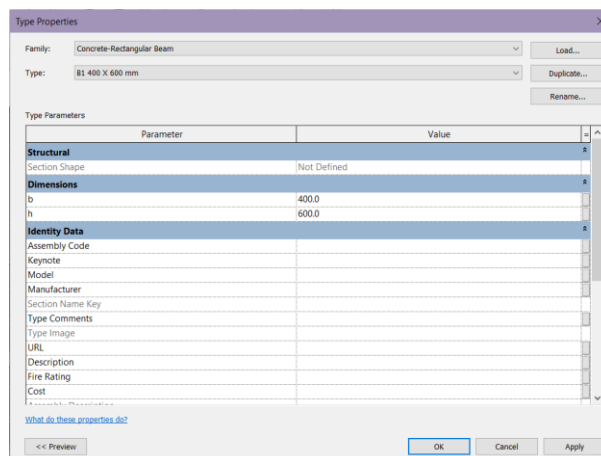 Type Properties
Family: Concrete-Rectangular Beam Load...
Type: B1 400 X 600 mm Duplicate...
Rename...
Type Parameters
Parameter Value =
Structural
Section Shape Not Defined
Dimensions
b 400.0
h 600.0
Identity Data
Assembly Code
Keynote
Model
Manufacturer
Section Name Key
Type Comments
Type Image
URL
Description
Fire Rating
Cost
What do these properties do?
<< Preview OK Cancel Apply